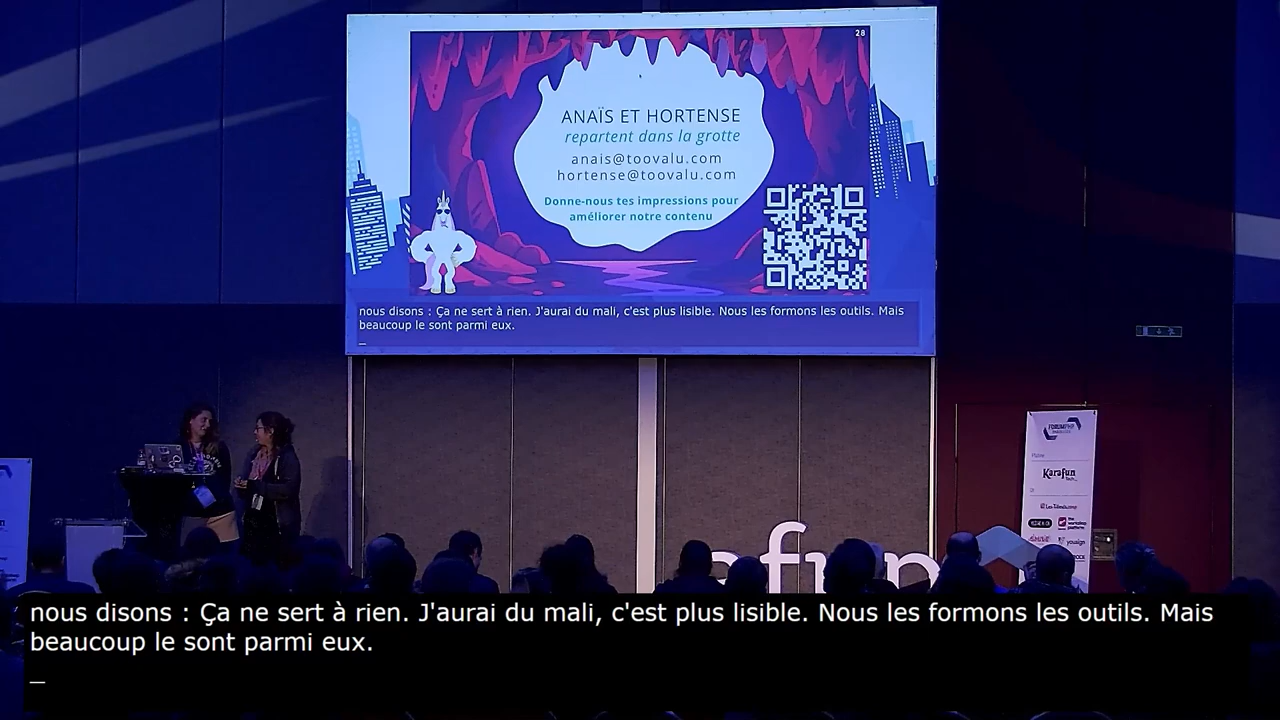 28
ANAÏS ET HORTENSE
repartent dans la grotte
anais@toovalu.com
hortense@toovalu.com
Donne-nous tes impressions pour
améliorer notre contenu
nous disons : Ça ne sert à rien. J'aurai du mali, c'est plus lisible. Nous les formons les outils. Mais
beaucoup le sont parmi eux.
_
FORUMPHP
Karafun
afup
nous disons : Ça ne sert à rien. J'aurai du mali, c'est plus lisible. Nous les formons les outils. Mais
beaucoup le sont parmi eux.
_